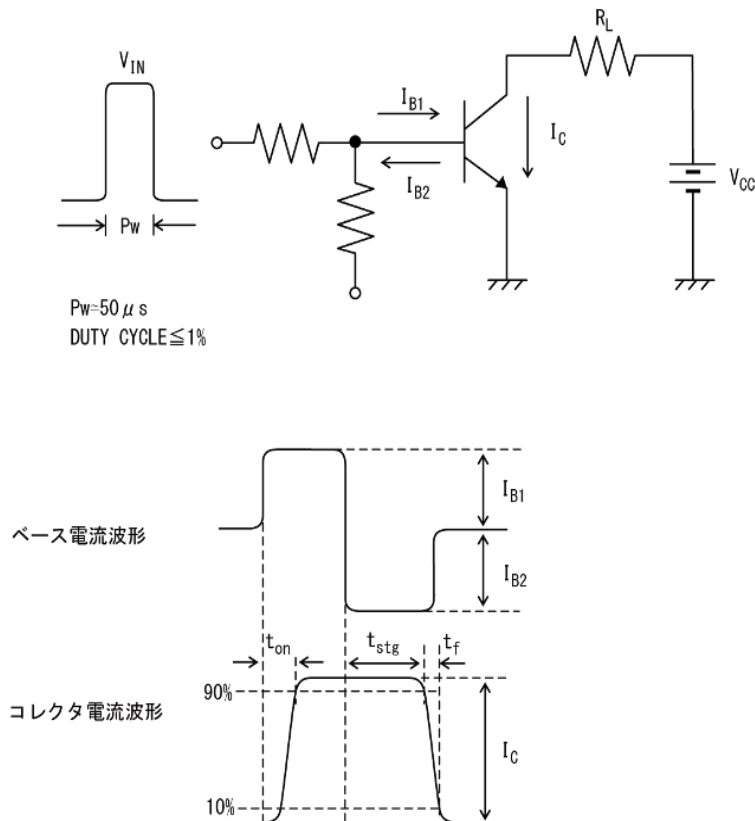 R_L
V_IN
I_B1
I_C
I_B2
V_CC
Pw
Pw≃50μs
DUTY CYCLE≦1%
I_B1
ベース電流波形
I_B2
t_on
t_stg
t_f
90%
コレクタ電流波形
I_C
10%